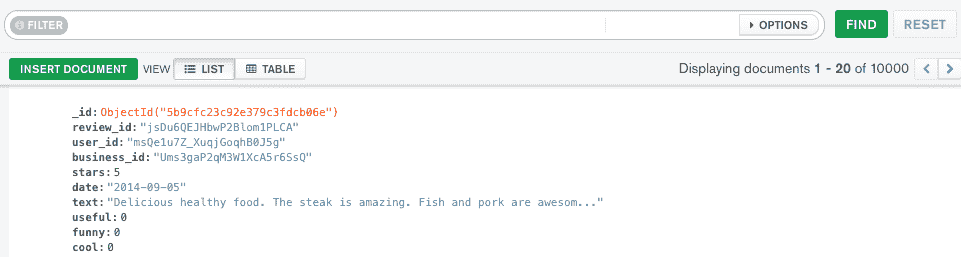 FILTER
OPTIONS
FIND
RESET
INSERT DOCUMENT VIEW LIST TABLE Displaying documents 1 - 20 of 10000
_id: ObjectId("5b9cfc23c92e379c3fdcb06e")
review_id: "jsDu6QEJHbwP2Blom1PLCA"
user_id: "msQe1u7Z_XuqjGoqhB0J5g"
business_id: "Ums3gaP2qM3W1XcA5r6SsQ"
stars: 5
date: "2014-09-05"
text: "Delicious healthy food. The steak is amazing. Fish and pork are awesom..."
useful: 0
funny: 0
cool: 0